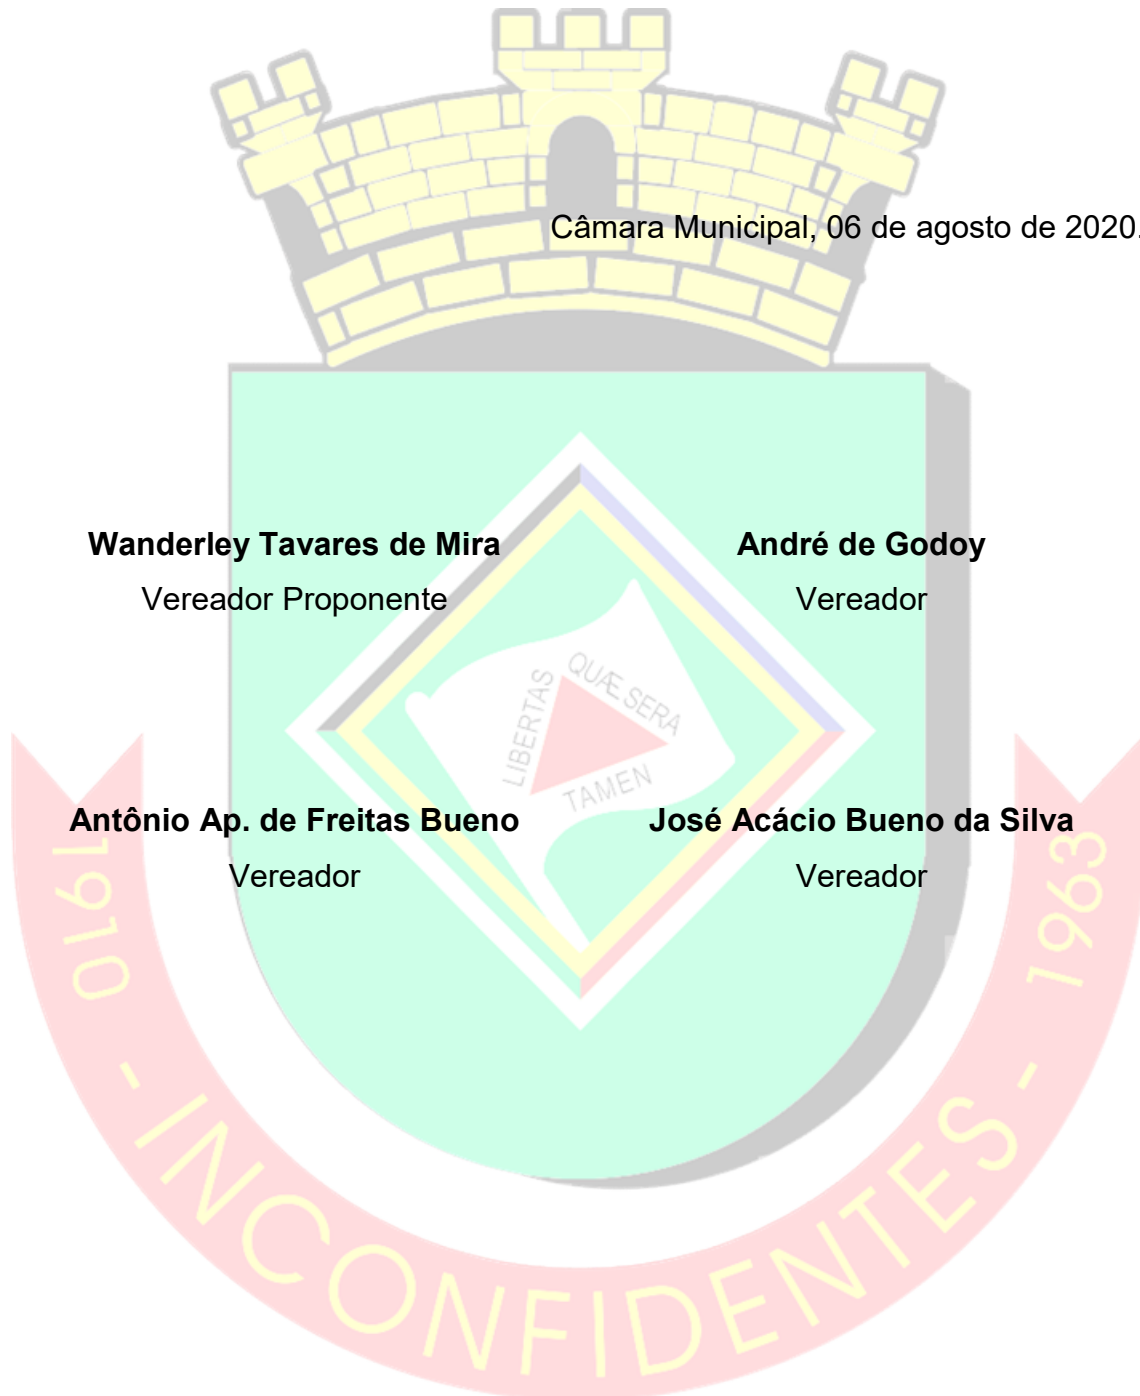 Câmara Municipal, 06 de agosto de 2020.
Wanderley Tavares de Mira
André de Godoy
Vereador Proponente
Vereador
LIBERTAS QUÆ SERA
TAMEN
Antônio Ap. de Freitas Bueno
José Acácio Bueno da Silva
Vereador
Vereador
1910 - INCONFIDENTES - 1963